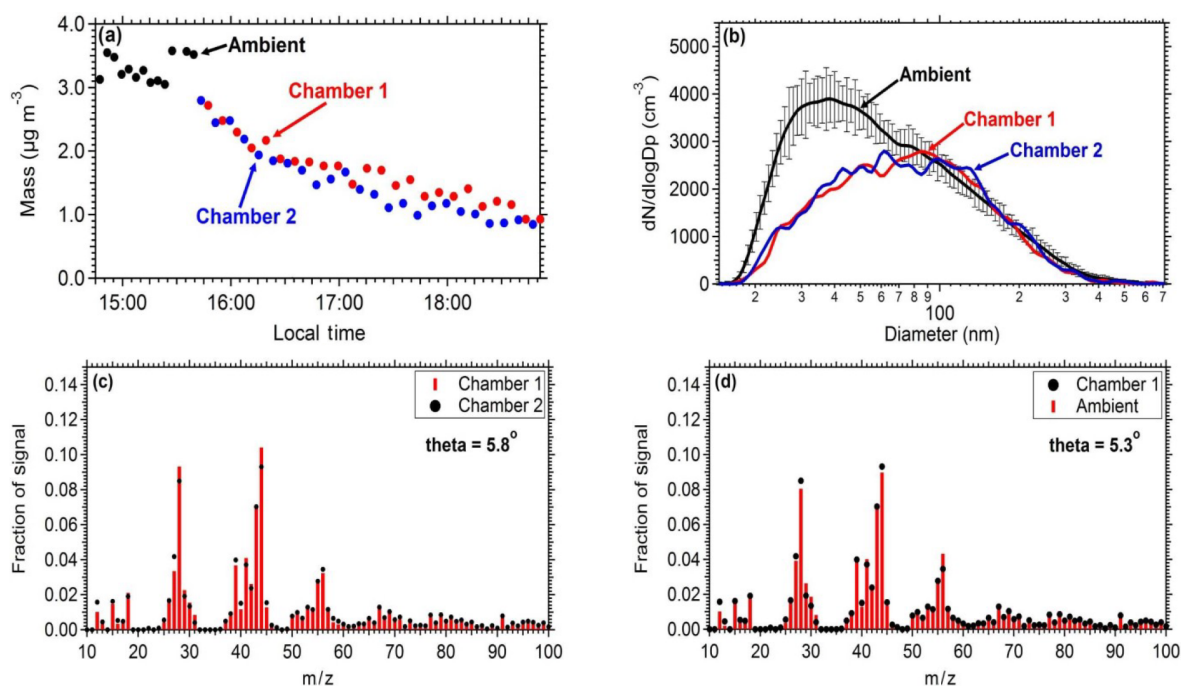 (a)
Ambient
Chamber 1
Chamber 2
4.0
3.0
2.0
1.0
0.0
Mass (µg m⁻³)
15:00 16:00 17:00 18:00
Local time
(b)
Ambient
Chamber 1
Chamber 2
5000
4000
3000
2000
1000
0
dN/dlogDp (cm⁻³)
2 3 4 5 6 7 8 9 100 2 3 4 5 6 7
Diameter (nm)
(c)
Chamber 1
Chamber 2
theta = 5.8°
0.14
0.12
0.10
0.08
0.06
0.04
0.02
0.00
Fraction of signal
10 20 30 40 50 60 70 80 90 100
m/z
(d)
Chamber 1
Ambient
theta = 5.3°
0.14
0.12
0.10
0.08
0.06
0.04
0.02
0.00
Fraction of signal
10 20 30 40 50 60 70 80 90 100
m/z